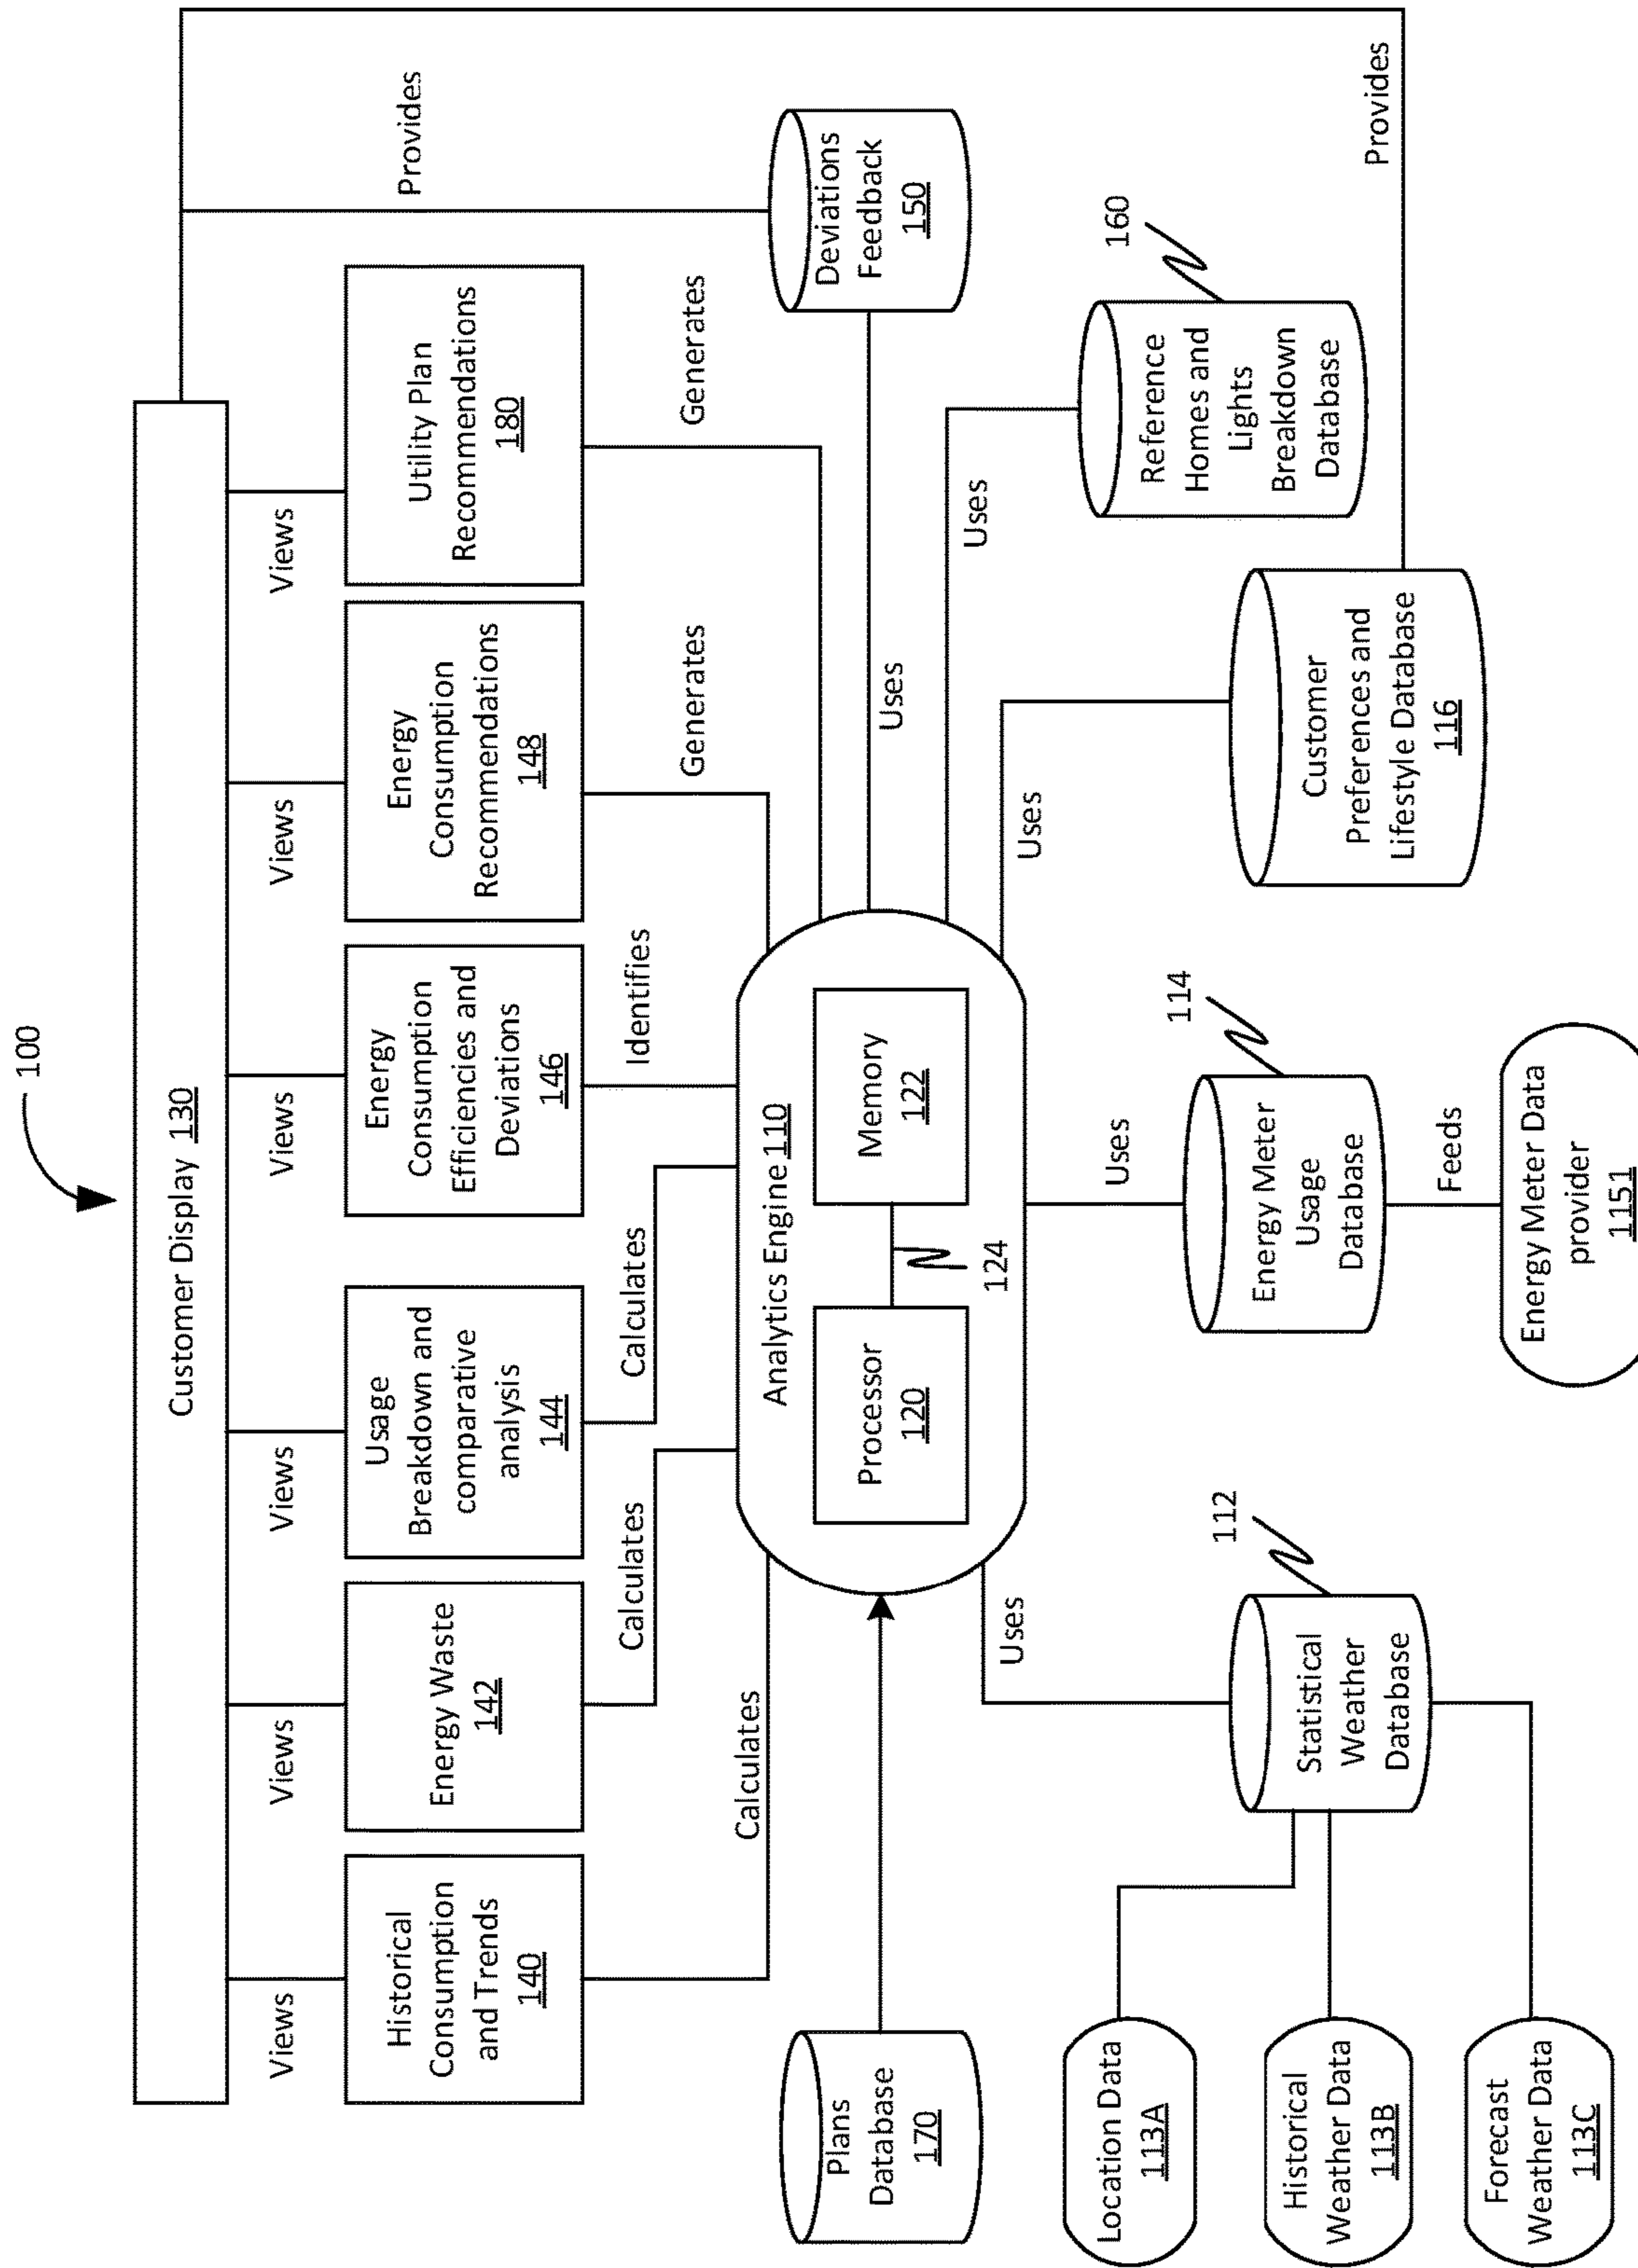 100
Customer Display 130
Views
Views
Views
Views
Views
Views
Provides
Historical
Consumption
and Trends
140
Energy Waste
142
Usage
Breakdown and
comparative
analysis
144
Energy
Consumption
Efficiencies and
Deviations
146
Energy
Consumption
Recommendations
148
Utility Plan
Recommendations
180
Calculates
Calculates
Calculates
Identifies
Generates
Generates
Plans
Database
170
Analytics Engine 110
Processor
120
Memory
122
124
Deviations
Feedback
150
Uses
Uses
Uses
Uses
Uses
Location Data
113A
Historical
Weather Data
113B
Forecast
Weather Data
113C
Statistical
Weather
Database
112
Energy Meter
Usage
Database
114
Feeds
Energy Meter Data
provider
1151
Customer
Preferences and
Lifestyle Database
116
Reference
Homes and
Lights
Breakdown
Database
160
Provides